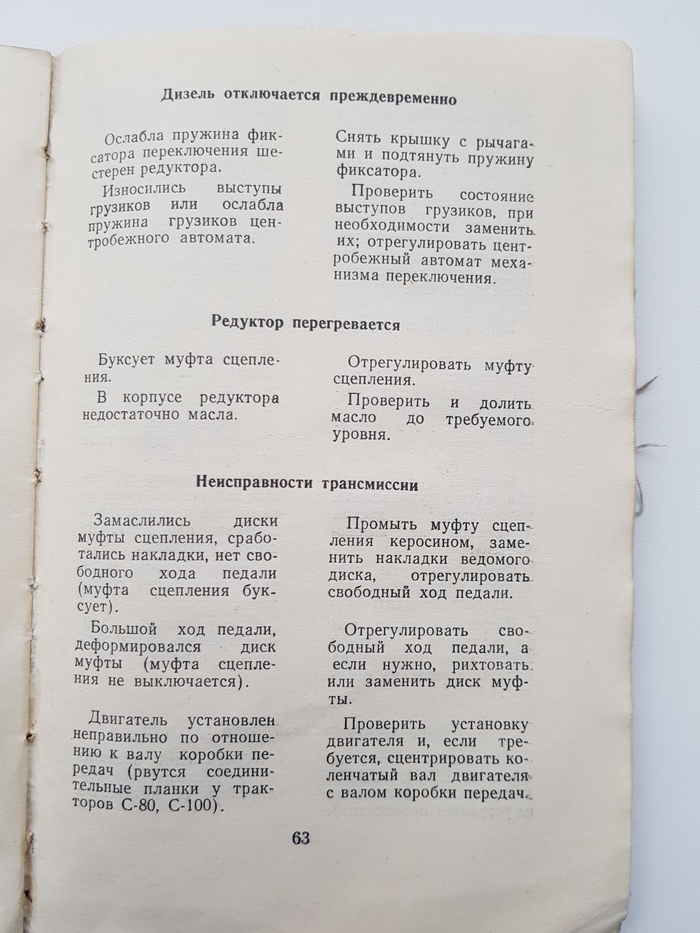 Дизель отключается преждевременно
Ослабла пружина фик-
сатора переключения ше-
стерен редуктора.
Износились выступы
грузиков или ослабла
пружина грузиков цен-
тробежного автомата.
Снять крышку с рычага-
ми и подтянуть пружину
фиксатора.
Проверить состояние
выступов грузиков, при
необходимости заменить
их; отрегулировать цент-
робежный автомат меха-
низма переключения.
Редуктор перегревается
Буксует муфта сцепле-
ния.
В корпусе редуктора
недостаточно масла.
Отрегулировать муфту
сцепления.
Проверить и долить
масло до требуемого
уровня.
Неисправности трансмиссии
Замаслились диски
муфты сцепления, срабо-
тались накладки, нет сво-
бодного хода педали
(муфта сцепления бук-
сует).
Большой ход педали,
деформировался диск
муфты (муфта сцепле-
ния не выключается).
Двигатель установлен
неправильно по отноше-
нию к валу коробки пе-
редач (рвутся соедини-
тельные планки у трак-
торов С-80, С-100).
Промыть муфту сцеп-
ления керосином, заме-
нить накладки ведомого
диска, отрегулировать
свободный ход педали.
Отрегулировать сво-
бодный ход педали, а
если нужно, рихтовать
или заменить диск муф-
ты.
Проверить установку
двигателя и, если тре-
буется, сцентрировать ко-
ленчатый вал двигателя
с валом коробки передач.
63